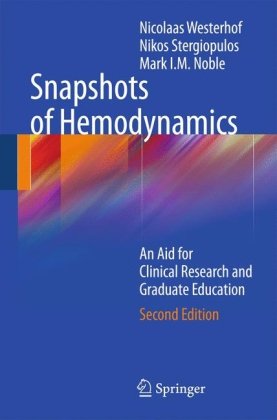 Nicolaas Westerhof
Nikos Stergiopulos
Mark I.M. Noble
Snapshots
of Hemodynamics
An Aid for
Clinical Research and
Graduate Education
Second Edition
Springer